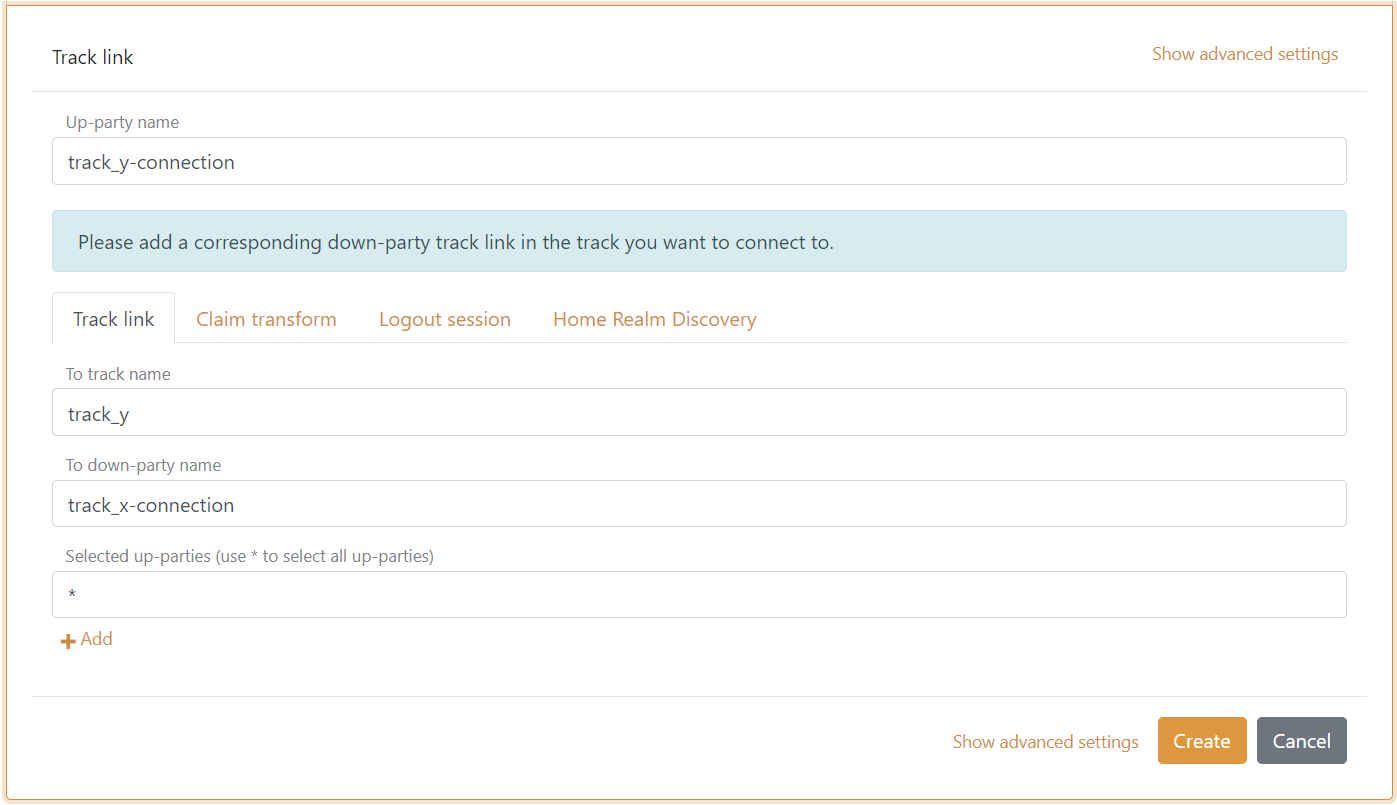 Track link
Show advanced settings
Up-party name
track_y-connection
Please add a corresponding down-party track link in the track you want to connect to.
Track link
Claim transform
Logout session
Home Realm Discovery
To track name
track_y
To down-party name
track_x-connection
Selected up-parties (use * to select all up-parties)
*
+ Add
Show advanced settings
Create
Cancel